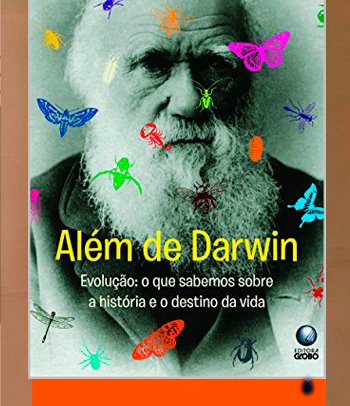 Além de Darwin
Evolução: o que sabemos sobre
a história e o destino da vida
EDITORA
GLOBO